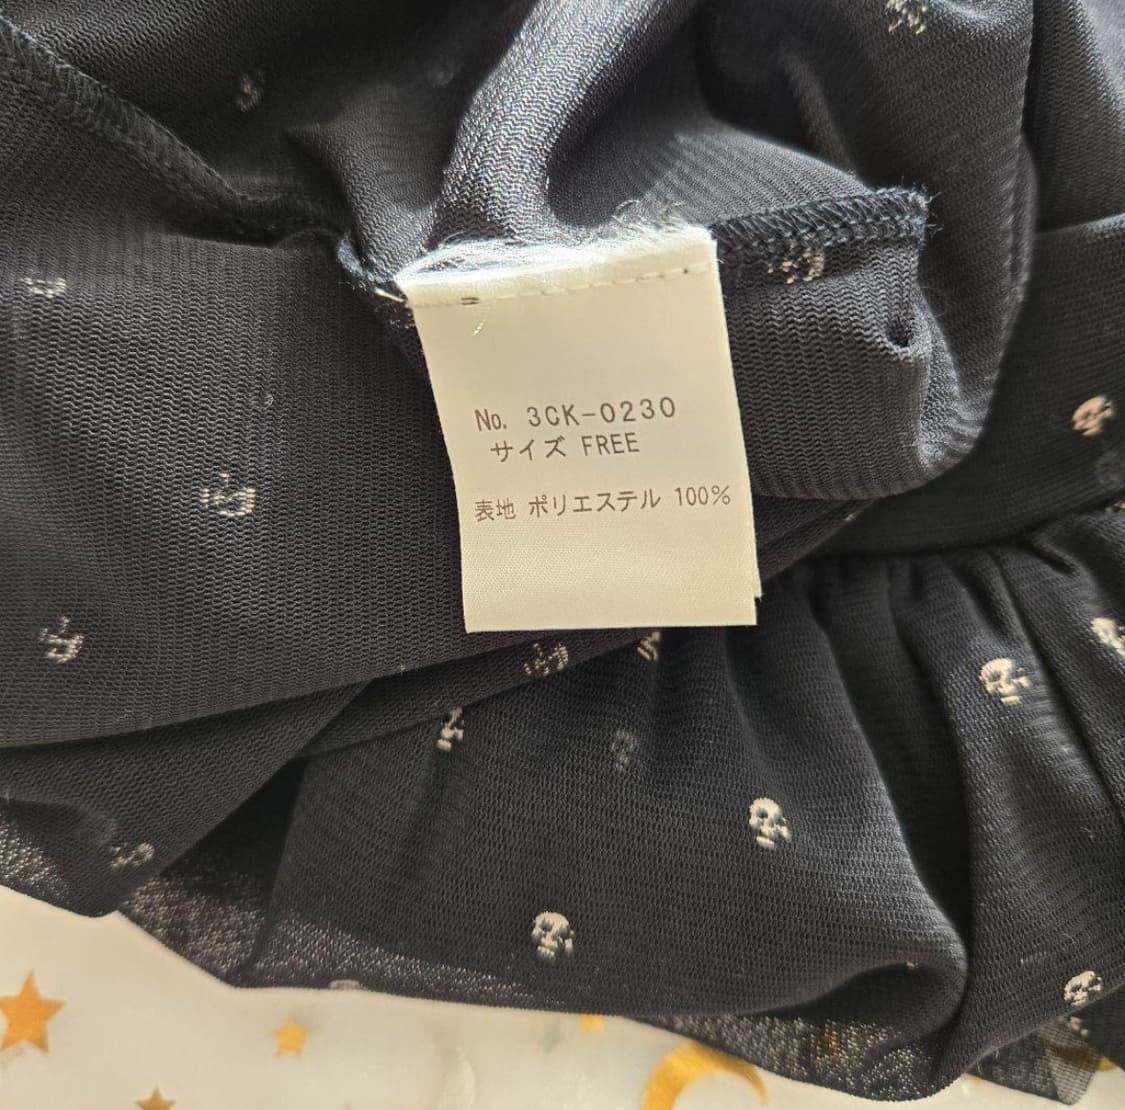 No. 3CK-0230
サイズ FREE
表地 ポリエステル 100%